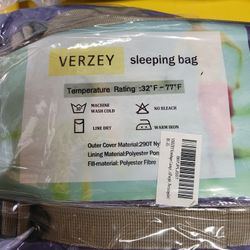 VERZEY sleeping bag
Temperature Rating :32°F - 77°F
MACHINE WASH COLD
NO BLEACH
LINE DRY
WARM IRON
Outer Cover Material:290T Ny
Lining Material:Polyester Pon
Fill-material: Polyester Fibre